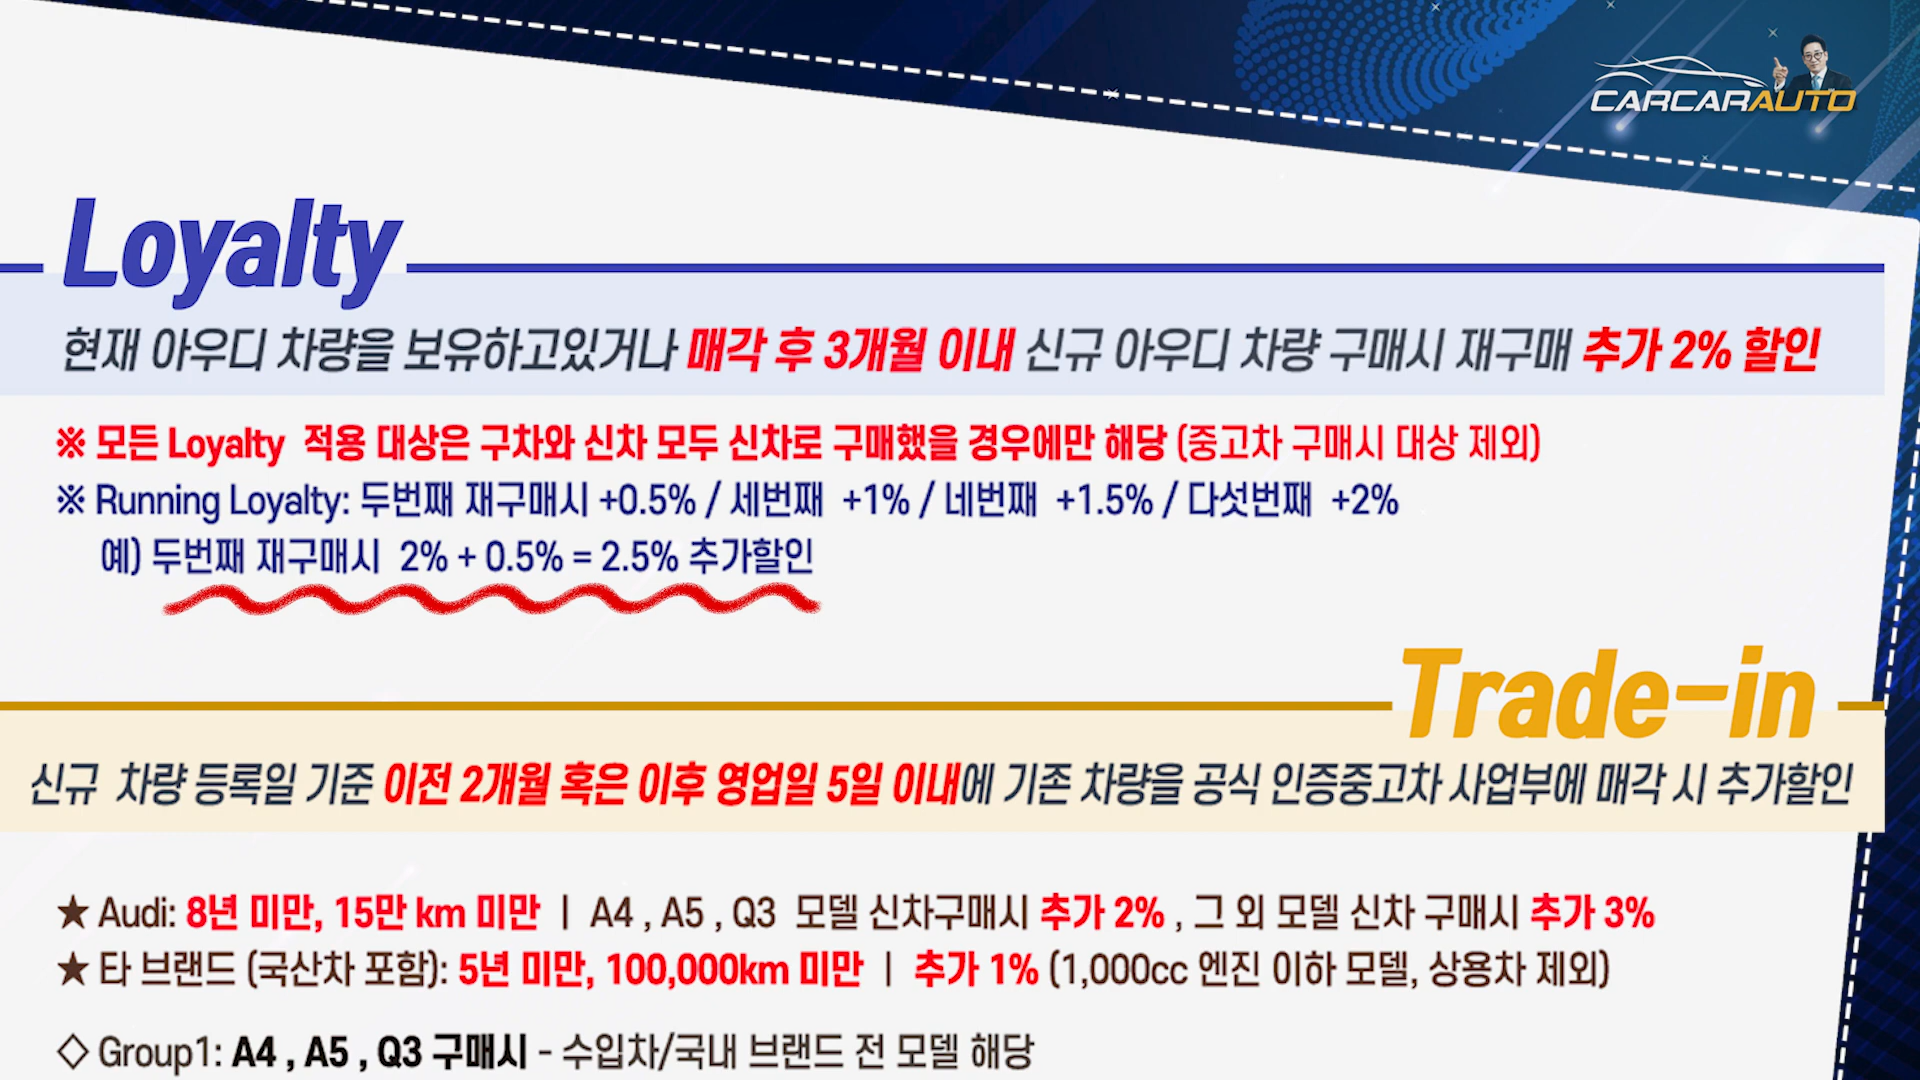 CARCARAUTO
Loyalty
현재 아우디 차량을 보유하고있거나 매각 후 3개월 이내 신규 아우디 차량 구매시 재구매 추가 2% 할인
※ 모든 Loyalty 적용 대상은 구차와 신차 모두 신차로 구매했을 경우에만 해당 (중고차 구매시 대상 제외)
※ Running Loyalty: 두번째 재구매시 +0.5% / 세번째 +1% / 네번째 +1.5% / 다섯번째 +2%
예) 두번째 재구매시 2% + 0.5% = 2.5% 추가할인
Trade-in
신규 차량 등록일 기준 이전 2개월 혹은 이후 영업일 5일 이내에 기존 차량을 공식 인증중고차 사업부에 매각 시 추가할인
★ Audi: 8년 미만, 15만 km 미만 | A4 , A5 , Q3 모델 신차구매시 추가 2% , 그 외 모델 신차 구매시 추가 3%
★ 타 브랜드 (국산차 포함): 5년 미만, 100,000km 미만 | 추가 1% (1,000cc 엔진 이하 모델, 상용차 제외)
◇ Group1: A4 , A5 , Q3 구매시 - 수입차/국내 브랜드 전 모델 해당